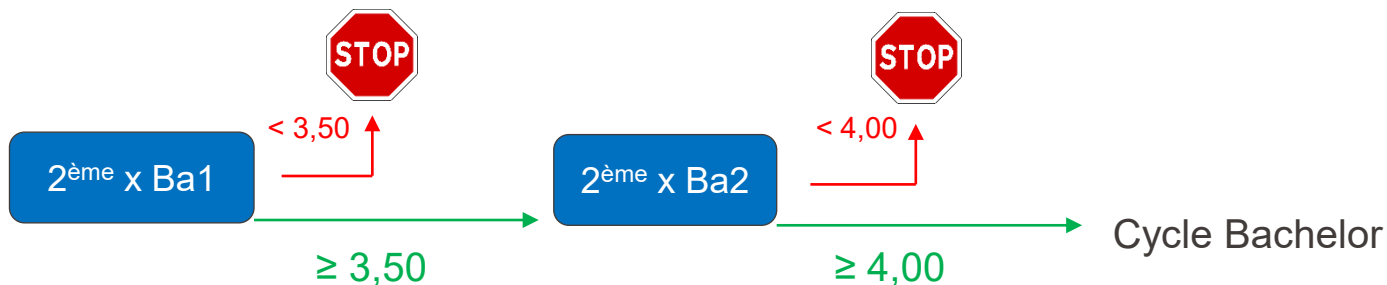 STOP
STOP
< 3,50
< 4,00
2ème x Ba1
2ème x Ba2
Cycle Bachelor
≥ 3,50
≥ 4,00